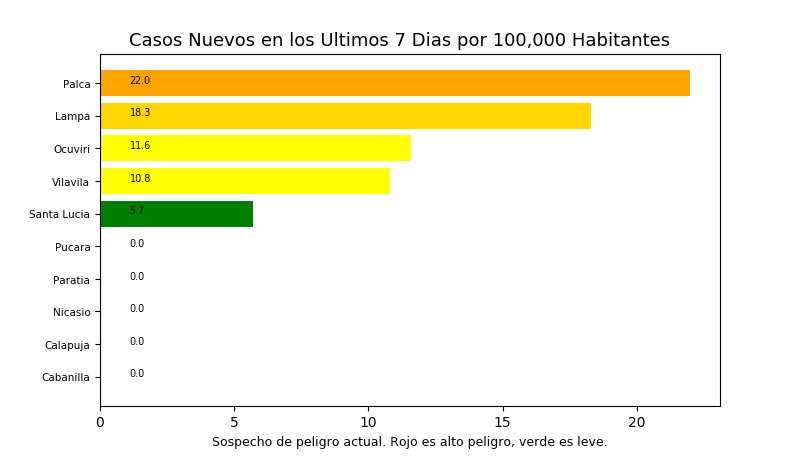 Casos Nuevos en los Ultimos 7 Dias por 100,000 Habitantes
Palca 22.0
Lampa 18.3
Ocuviri 11.6
Vilavila 10.8
Santa Lucia 5.7
Pucara 0.0
Paratia 0.0
Nicasio 0.0
Calapuja 0.0
Cabanilla 0.0
0 5 10 15 20
Sospecho de peligro actual. Rojo es alto peligro, verde es leve.